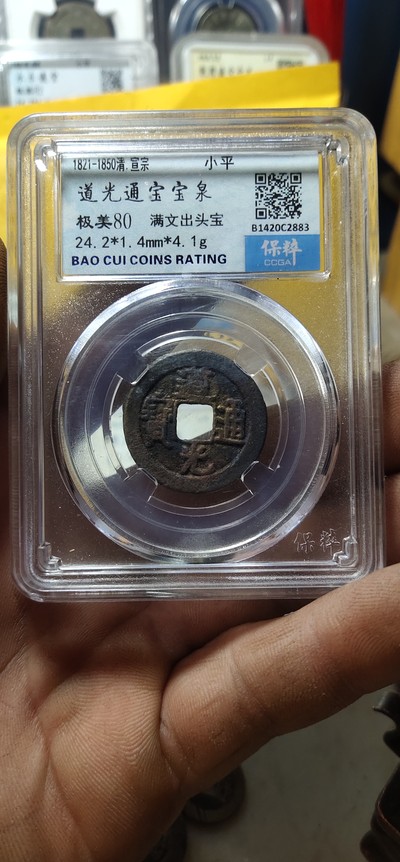 1821-1850清.宣宗 小平
道光通宝宝泉
极美80 满文出头宝
24.2*1.4mm*4.1g
BAO CUI COINS RATING
B1420C2883
保粹
CCGA
道光通寶
保粹